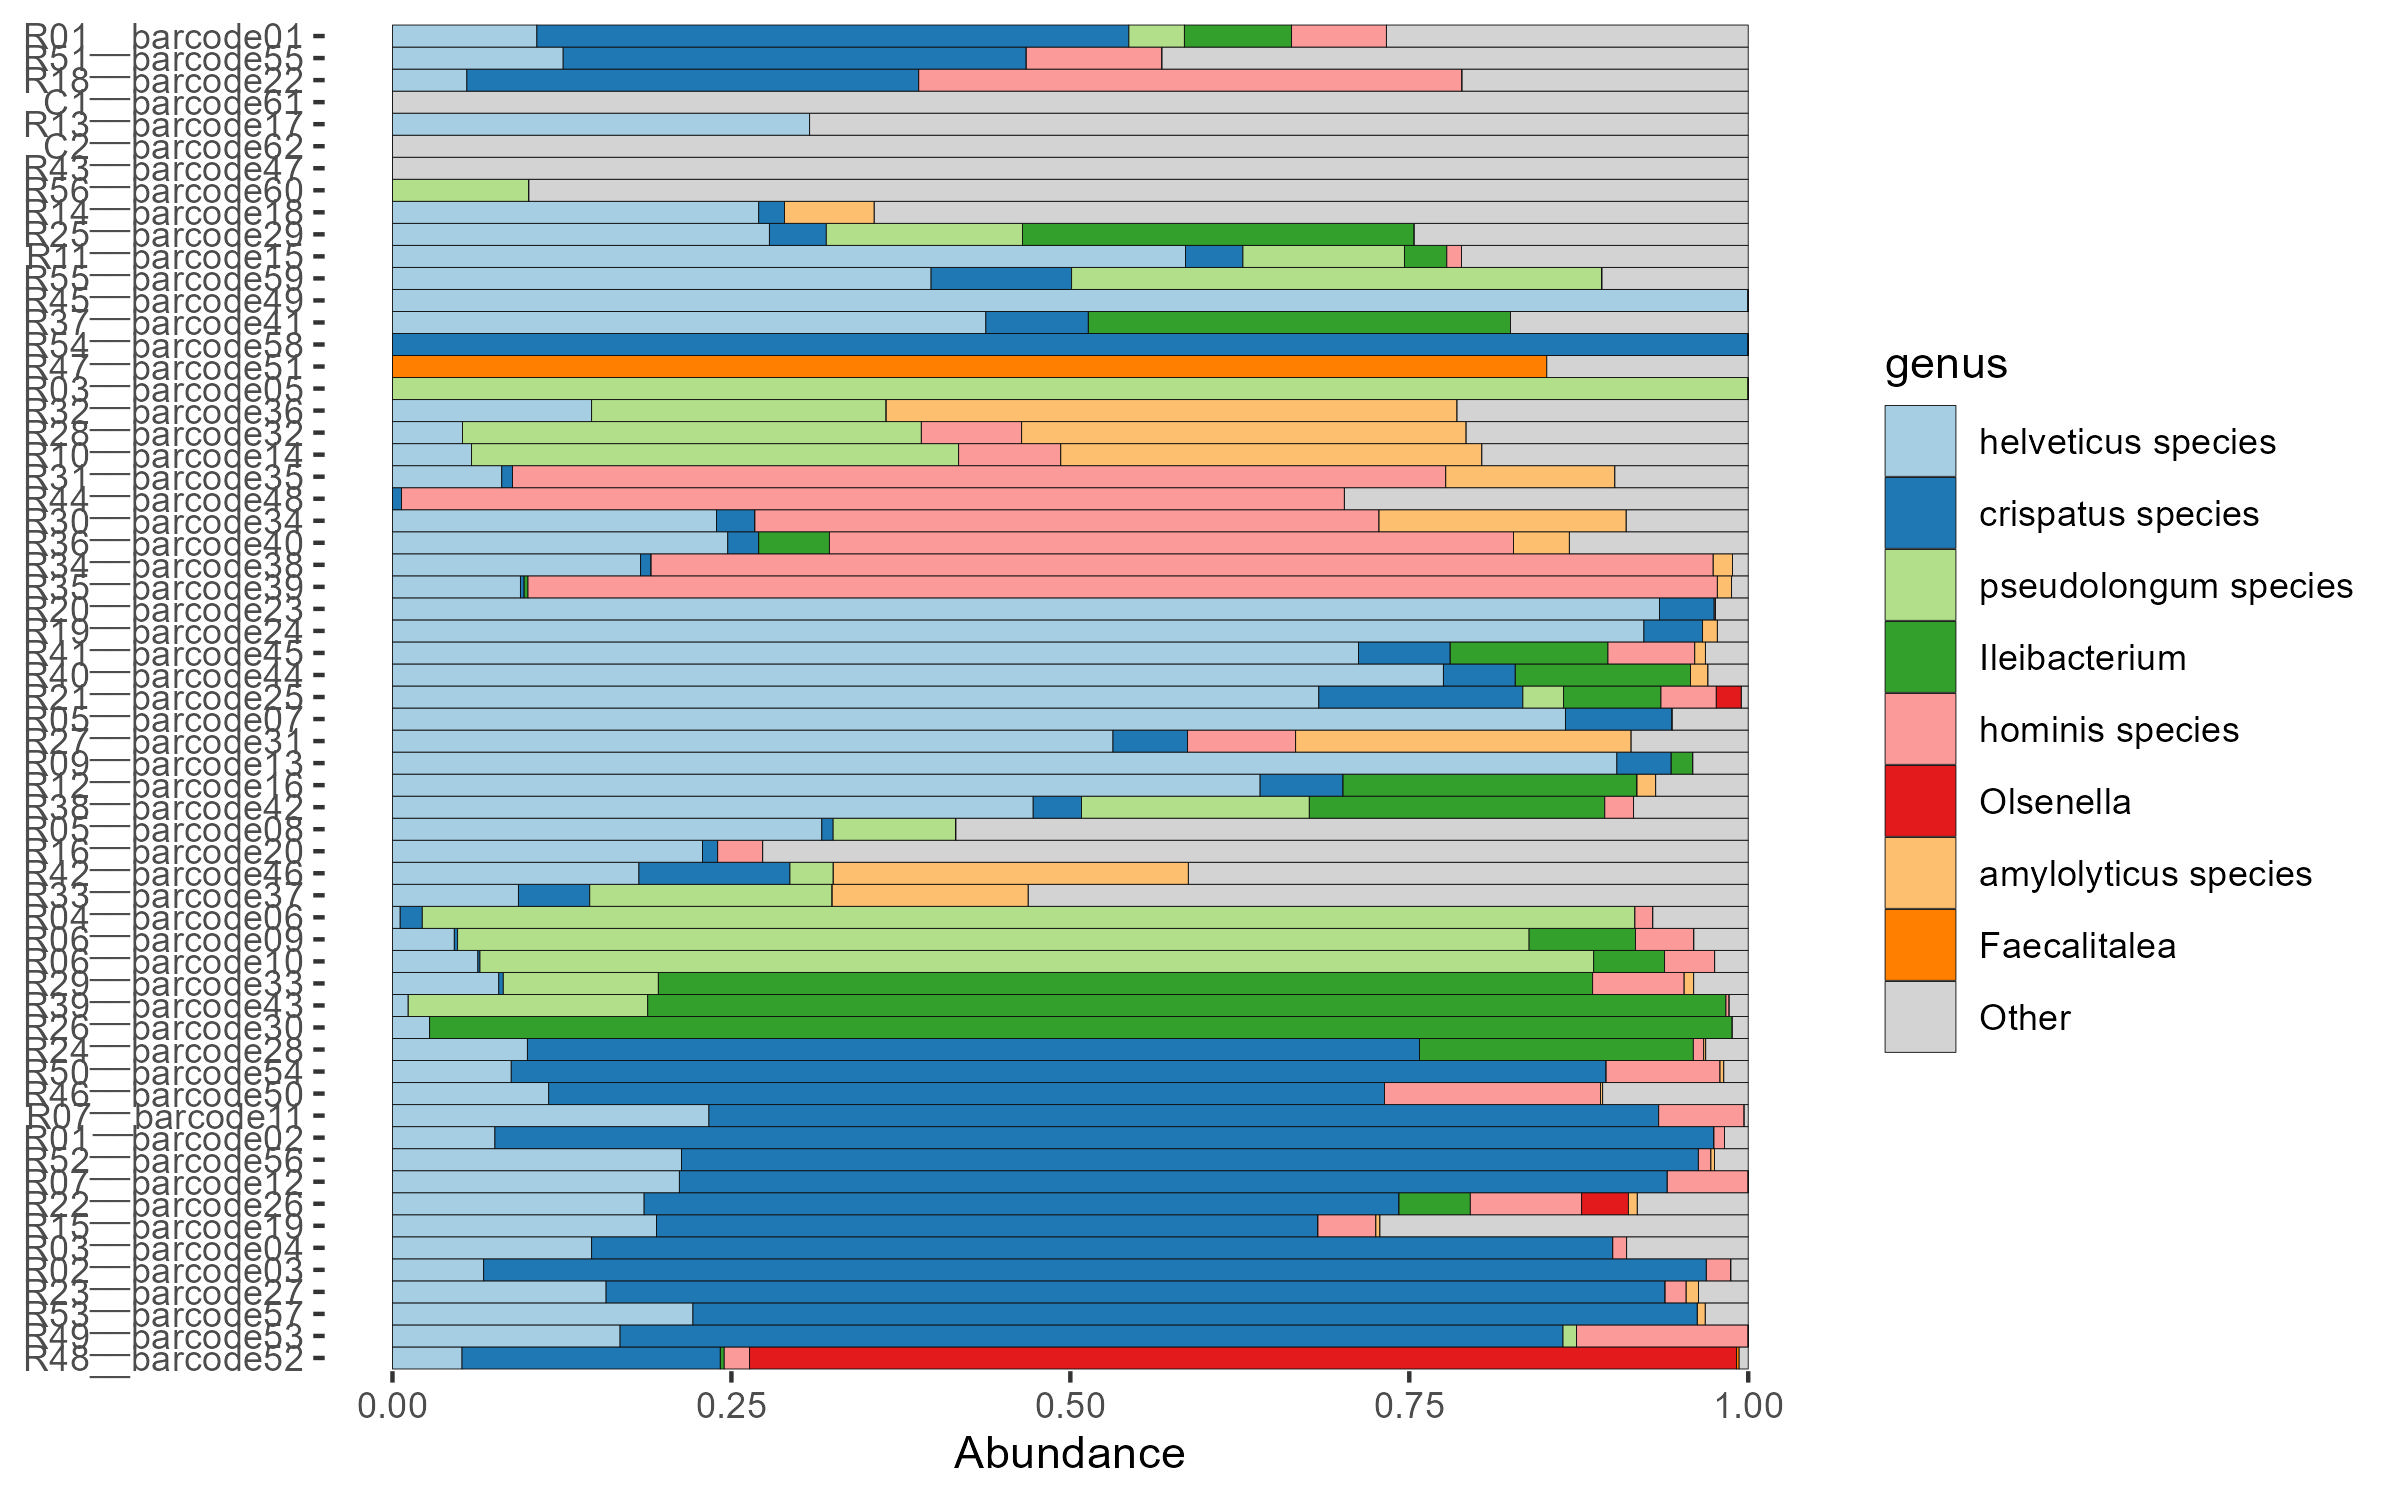 R01__barcode01
R51__barcode55
R18__barcode22
C1__barcode61
R13__barcode17
C2__barcode62
R43__barcode47
R56__barcode60
R14__barcode18
R25__barcode29
R11__barcode15
R55__barcode59
R45__barcode49
R37__barcode41
R54__barcode58
R47__barcode51
R03__barcode05
R32__barcode36
R28__barcode32
R10__barcode14
R31__barcode35
R44__barcode48
R30__barcode34
R36__barcode40
R34__barcode38
R35__barcode39
R20__barcode23
R19__barcode24
R41__barcode45
R40__barcode44
R21__barcode25
R05__barcode07
R27__barcode31
R09__barcode13
R12__barcode16
R38__barcode42
R05__barcode08
R16__barcode20
R42__barcode46
R33__barcode37
R04__barcode06
R06__barcode09
R06__barcode10
R29__barcode33
R39__barcode43
R26__barcode30
R24__barcode28
R50__barcode54
R46__barcode50
R07__barcode11
R01__barcode02
R52__barcode56
R07__barcode12
R22__barcode26
R15__barcode19
R03__barcode04
R02__barcode03
R23__barcode27
R53__barcode57
R49__barcode53
R48__barcode52
0.00 0.25 0.50 0.75 1.00
Abundance
genus
helveticus species
crispatus species
pseudolongum species
Ileibacterium
hominis species
Olsenella
amylolyticus species
Faecalitalea
Other